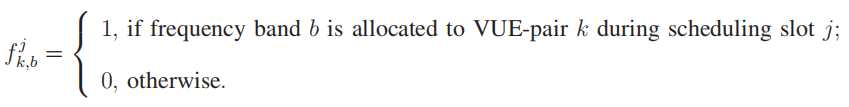 1, if frequency band b is allocated to VUE-pair k during scheduling slot j;
f^j_{k,b} = {
0, otherwise.